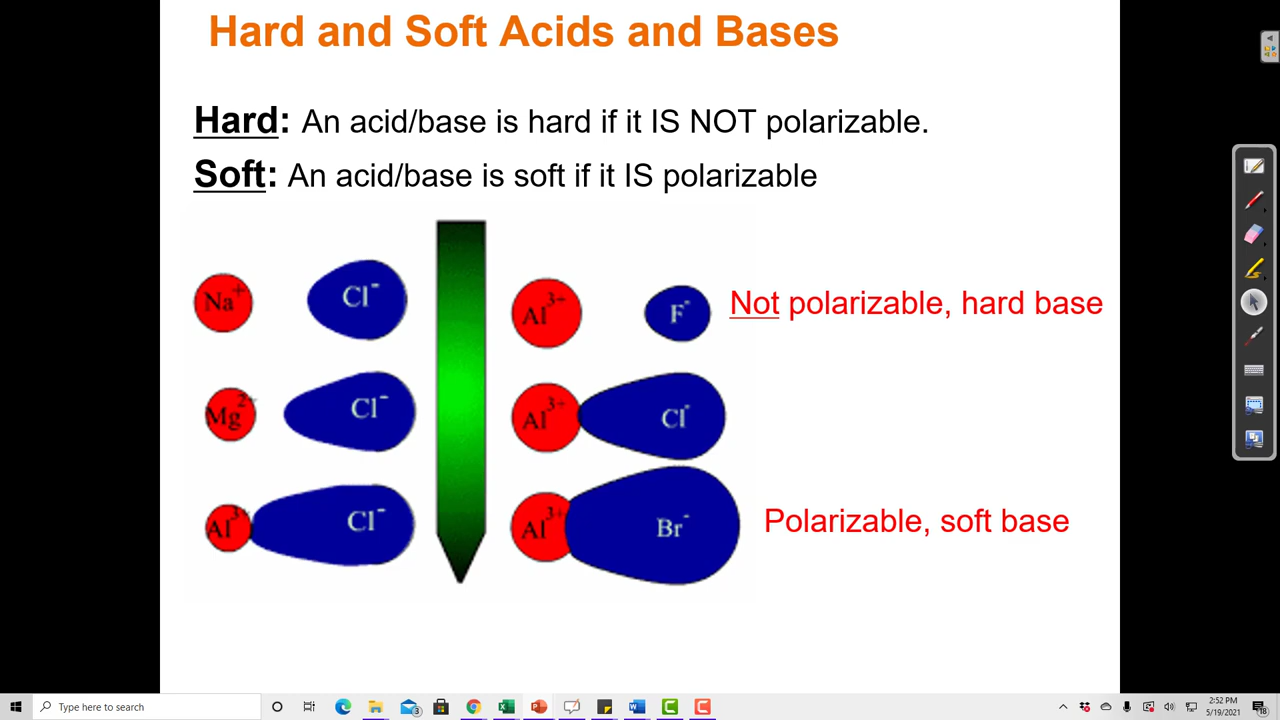 Hard and Soft Acids and Bases
Hard: An acid/base is hard if it IS NOT polarizable.
Soft: An acid/base is soft if it IS polarizable
Na+ Cl- Al3+ F- Not polarizable, hard base
Mg2+ Cl- Al3+ Cl-
Al3+ Cl- Al3+ Br- Polarizable, soft base
Type here to search
3
2:52 PM
5/19/2021
18